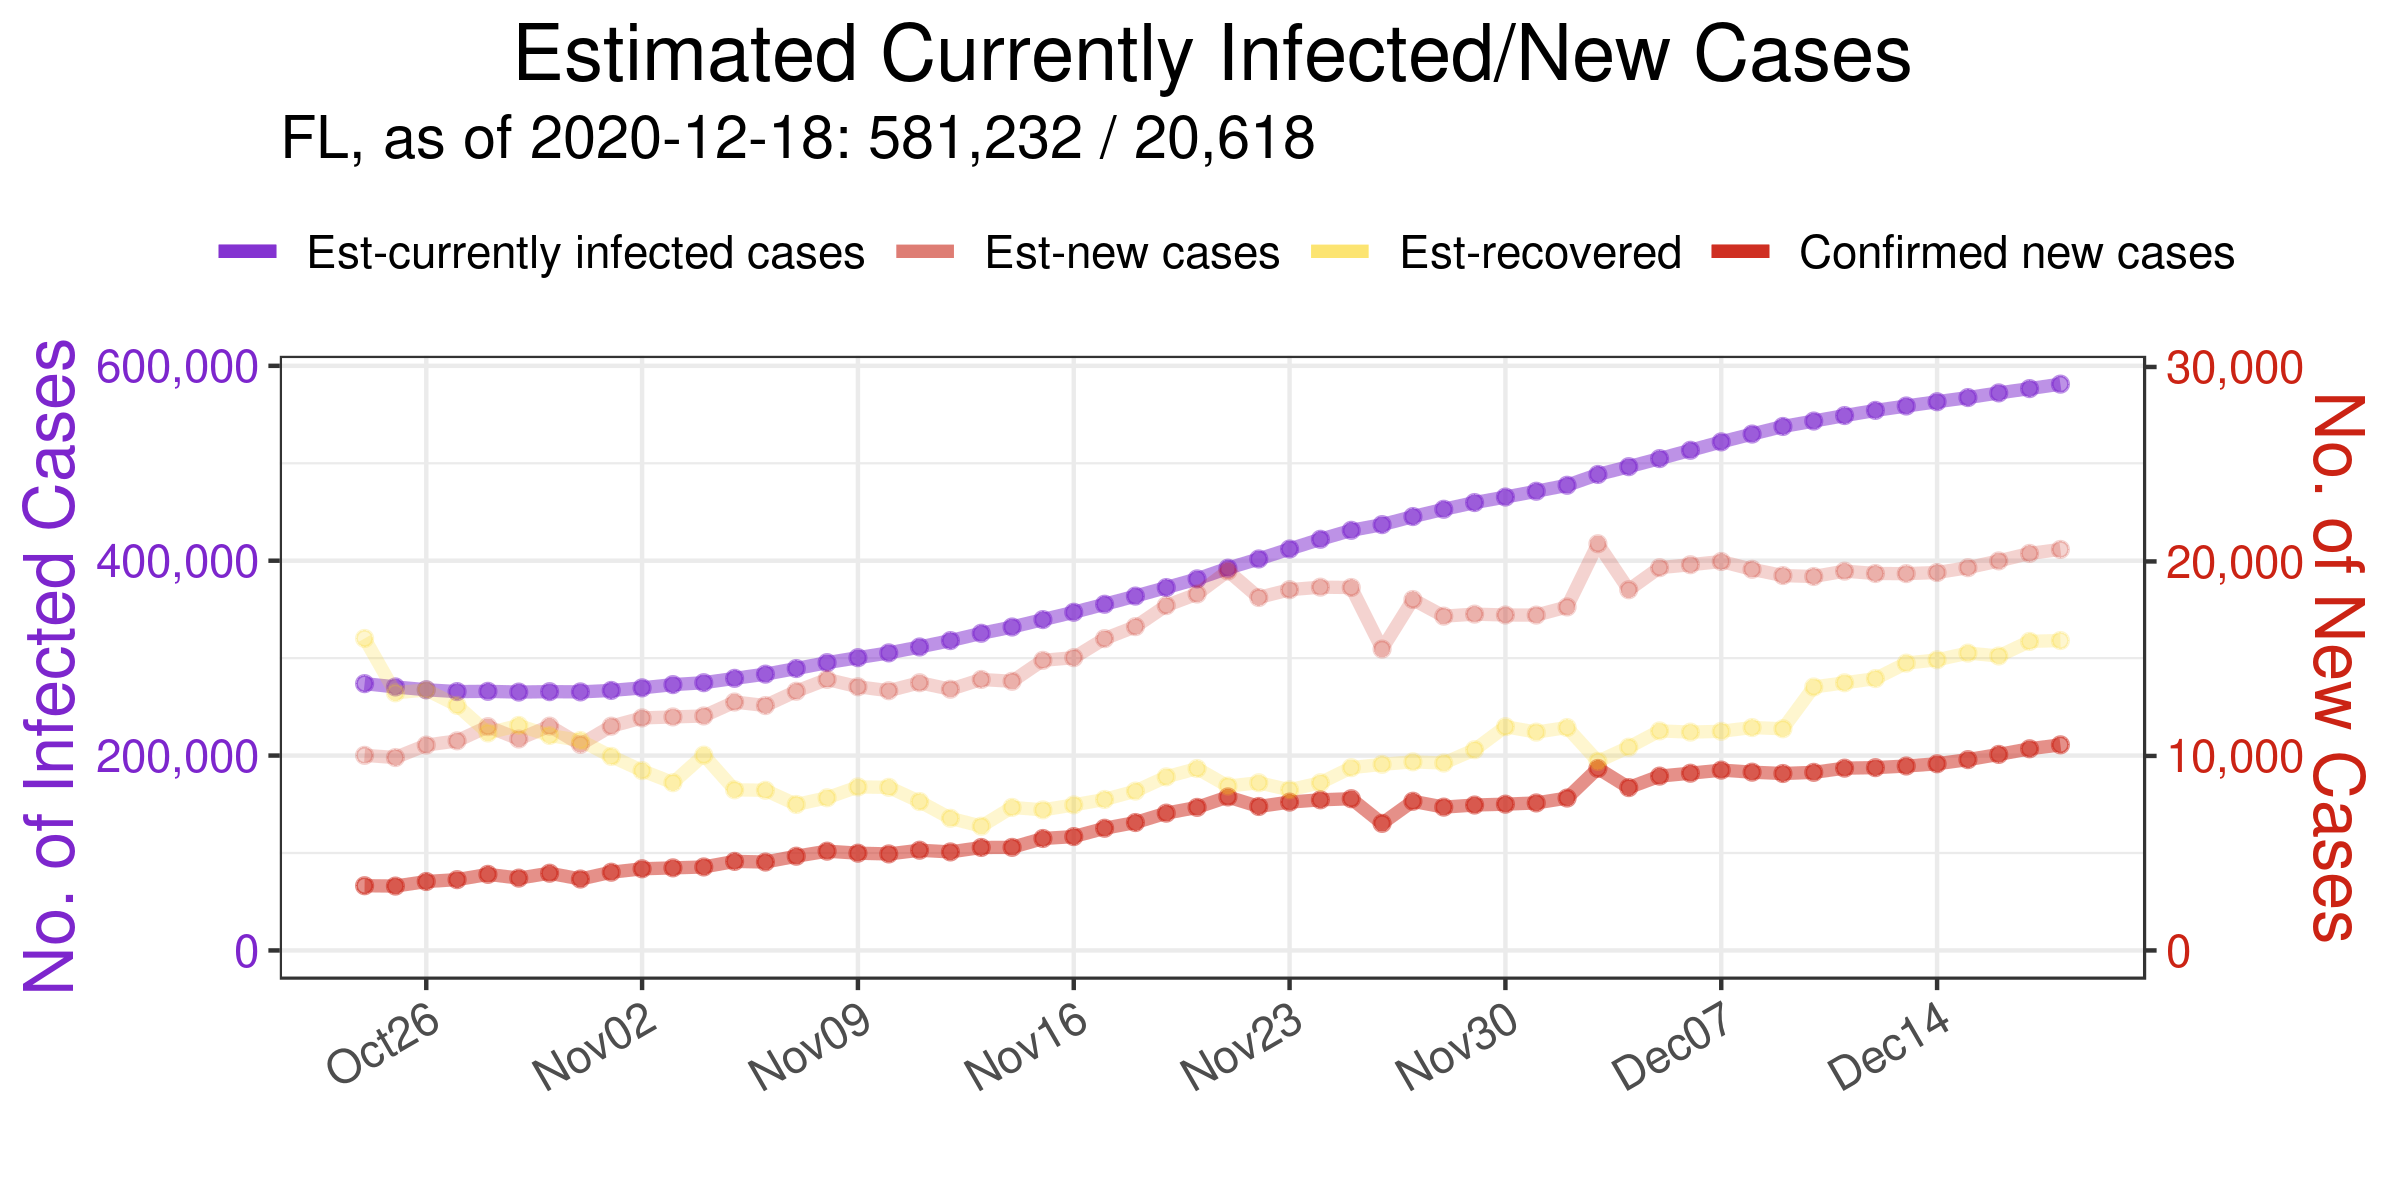 Estimated Currently Infected/New Cases
FL, as of 2020-12-18: 581,232 / 20,618
Est-currently infected cases Est-new cases Est-recovered Confirmed new cases
No. of Infected Cases
600,000
400,000
200,000
0
30,000
20,000
10,000
0
No. of New Cases
Oct26 Nov02 Nov09 Nov16 Nov23 Nov30 Dec07 Dec14